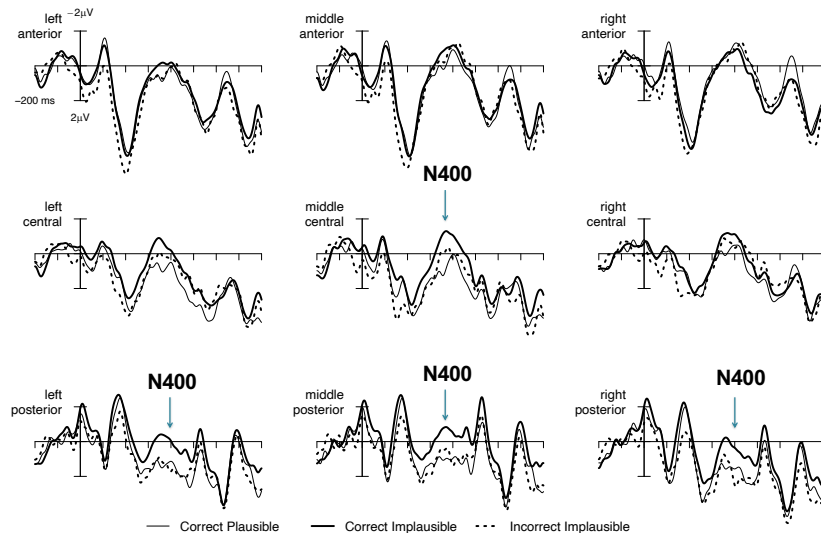 left
anterior
−2μV
−200 ms
2μV
middle
anterior
right
anterior
left
central
N400
middle
central
right
central
left
posterior
N400
middle
posterior
N400
right
posterior
N400
Correct Plausible
Correct Implausible
Incorrect Implausible